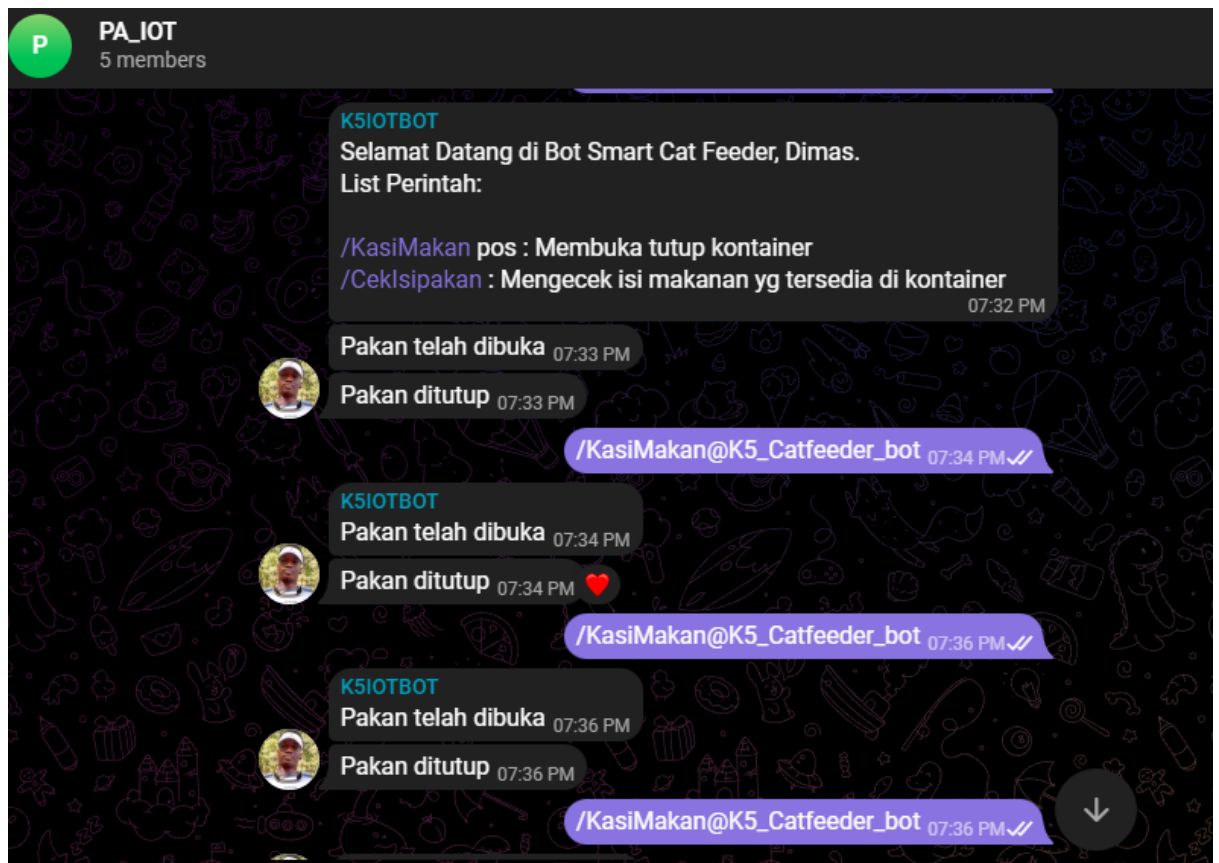 P
PA_IOT
5 members
K5IOTBOT
Selamat Datang di Bot Smart Cat Feeder, Dimas.
List Perintah:
/KasiMakan pos : Membuka tutup kontainer
/CekIsipakan : Mengecek isi makanan yg tersedia di kontainer
07:32 PM
Pakan telah dibuka 07:33 PM
Pakan ditutup 07:33 PM
/KasiMakan@K5_Catfeeder_bot 07:34 PM
K5IOTBOT
Pakan telah dibuka 07:34 PM
Pakan ditutup 07:34 PM
/KasiMakan@K5_Catfeeder_bot 07:36 PM
K5IOTBOT
Pakan telah dibuka 07:36 PM
Pakan ditutup 07:36 PM
/KasiMakan@K5_Catfeeder_bot 07:36 PM